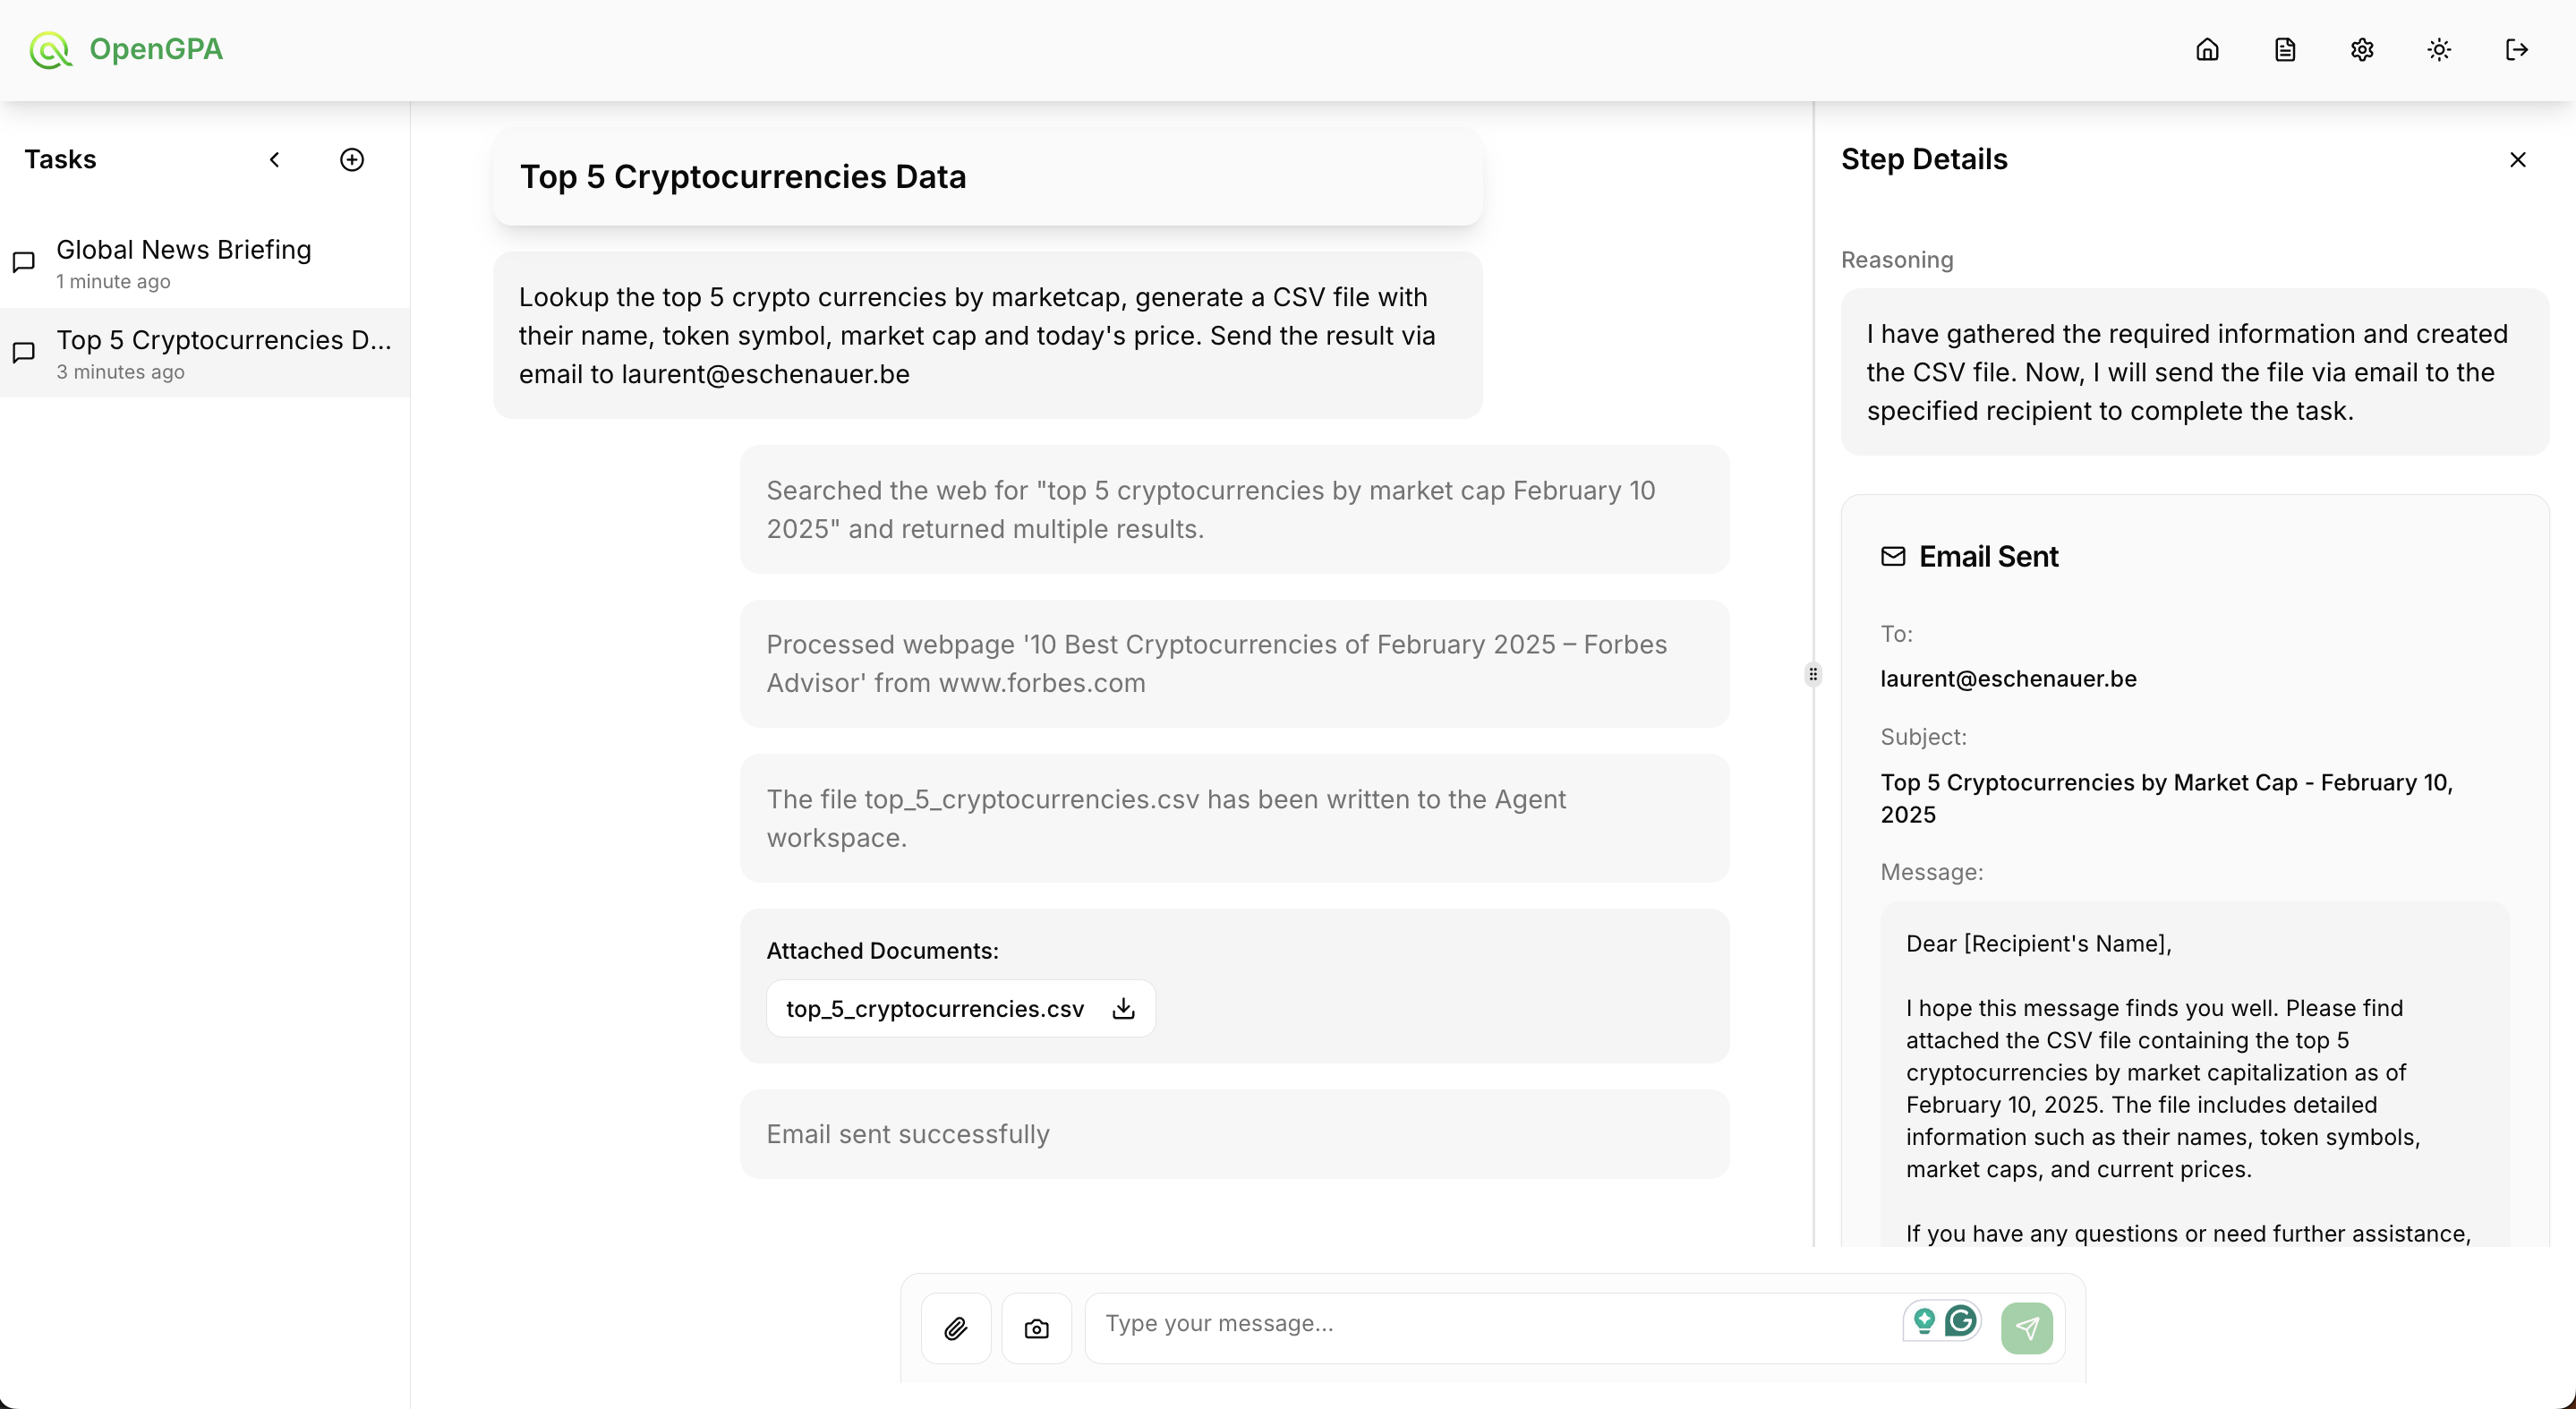 OpenGPA
Tasks
Global News Briefing
1 minute ago
Top 5 Cryptocurrencies D...
3 minutes ago
Top 5 Cryptocurrencies Data
Lookup the top 5 crypto currencies by marketcap, generate a CSV file with
their name, token symbol, market cap and today's price. Send the result via
email to laurent@eschenauer.be
Searched the web for "top 5 cryptocurrencies by market cap February 10
2025" and returned multiple results.
Processed webpage '10 Best Cryptocurrencies of February 2025 – Forbes
Advisor' from www.forbes.com
The file top_5_cryptocurrencies.csv has been written to the Agent
workspace.
Attached Documents:
top_5_cryptocurrencies.csv
Email sent successfully
Type your message...
Step Details
Reasoning
I have gathered the required information and created
the CSV file. Now, I will send the file via email to the
specified recipient to complete the task.
Email Sent
To:
laurent@eschenauer.be
Subject:
Top 5 Cryptocurrencies by Market Cap - February 10,
2025
Message:
Dear [Recipient's Name],
I hope this message finds you well. Please find
attached the CSV file containing the top 5
cryptocurrencies by market capitalization as of
February 10, 2025. The file includes detailed
information such as their names, token symbols,
market caps, and current prices.
If you have any questions or need further assistance,